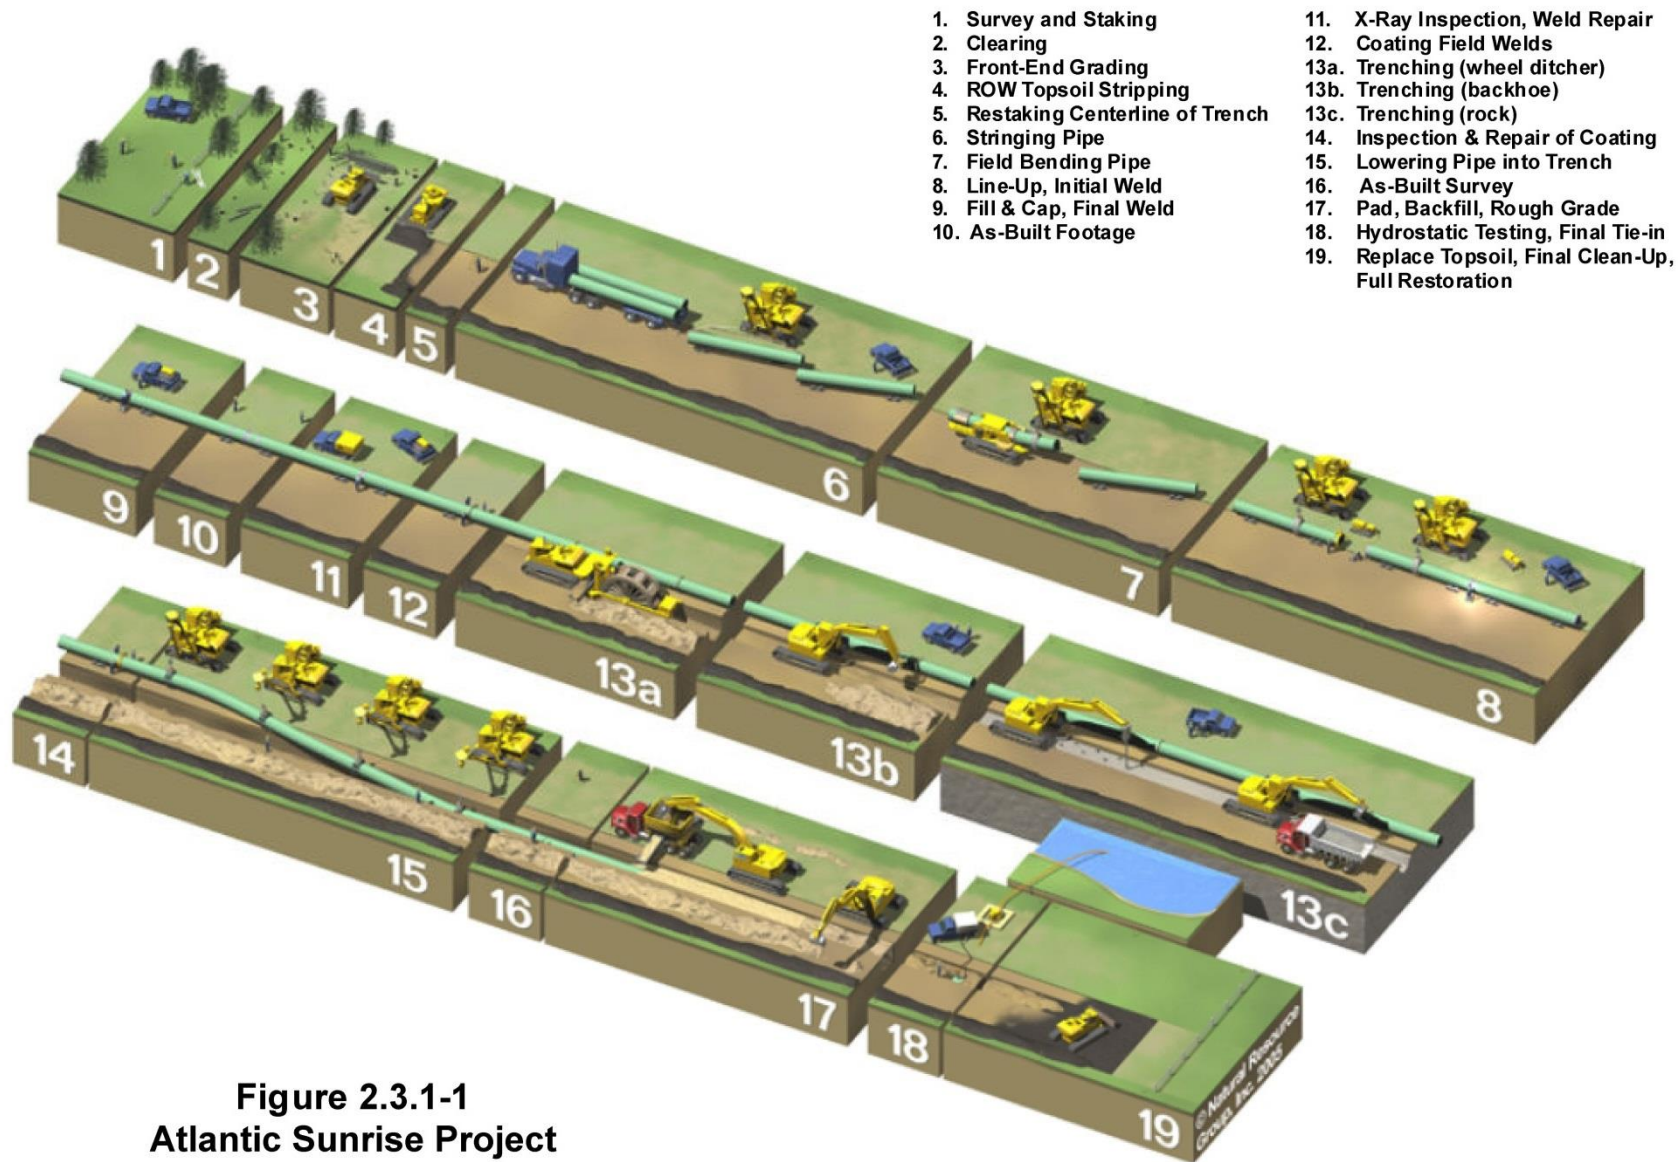 1. Survey and Staking
2. Clearing
3. Front-End Grading
4. ROW Topsoil Stripping
5. Restaking Centerline of Trench
6. Stringing Pipe
7. Field Bending Pipe
8. Line-Up, Initial Weld
9. Fill & Cap, Final Weld
10. As-Built Footage
11. X-Ray Inspection, Weld Repair
12. Coating Field Welds
13a. Trenching (wheel ditcher)
13b. Trenching (backhoe)
13c. Trenching (rock)
14. Inspection & Repair of Coating
15. Lowering Pipe into Trench
16. As-Built Survey
17. Pad, Backfill, Rough Grade
18. Hydrostatic Testing, Final Tie-in
19. Replace Topsoil, Final Clean-Up,
Full Restoration
1
2
3
4
5
6
7
8
9
10
11
12
13a
13b
13c
14
15
16
17
18
19
© Natural Resource
Group, Inc. 2005
Figure 2.3.1-1
Atlantic Sunrise Project